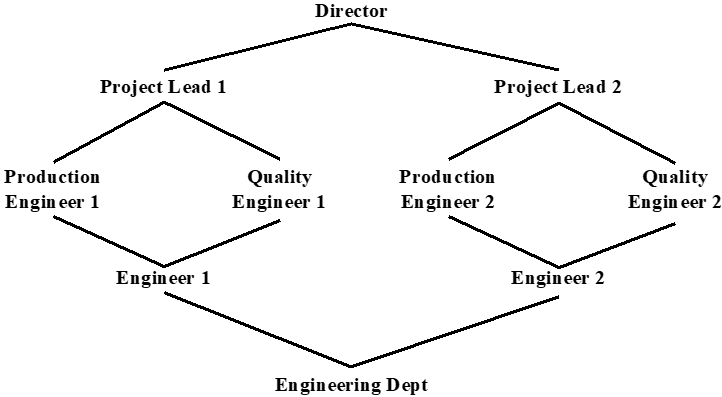 Director
Project Lead 1
Project Lead 2
Production
Engineer 1
Quality
Engineer 1
Production
Engineer 2
Quality
Engineer 2
Engineer 1
Engineer 2
Engineering Dept